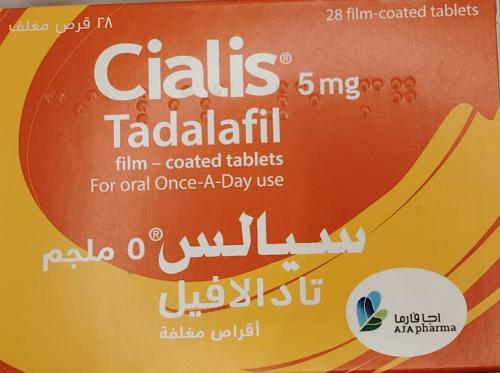 ٢٨ قرص مغلف
28 film-coated tablets
Cialis® 5 mg
Tadalafil
film – coated tablets
For oral Once-A-Day use
سيالس® ٥ ملجم
تادالافيل
أقراص مغلفة
اجا فارما
AJA pharma